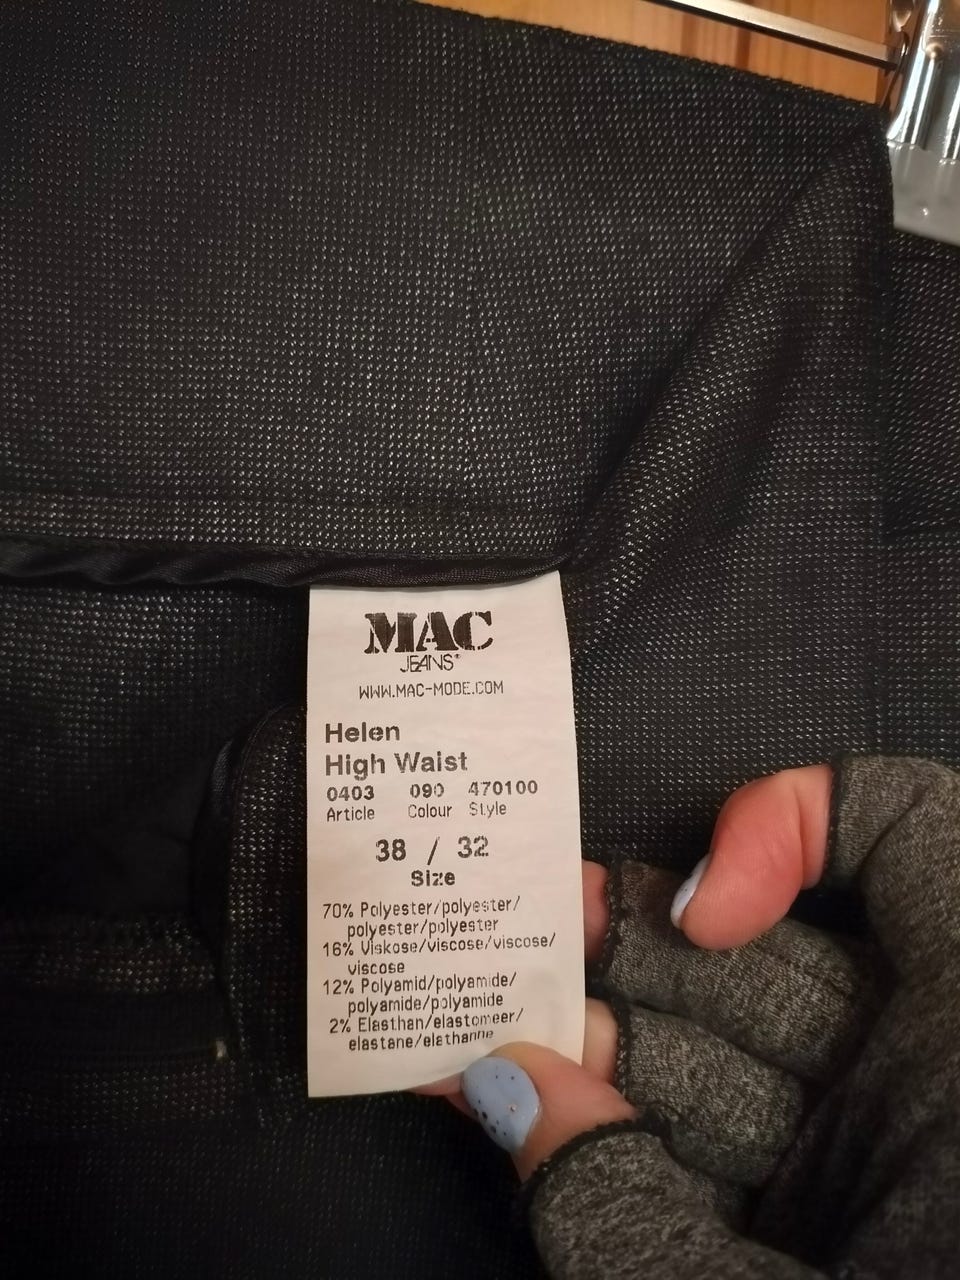 MAC
JEANS®
WWW.MAC-MODE.COM
Helen
High Waist
0403 090 470100
Article Colour Style
38 / 32
Size
70% Polyester/polyester/
polyester/polyester
16% Viskose/viscose/viscose/
viscose
12% Polyamid/polyamide/
polyamide/polyamide
2% Elasthan/elastomeer/
elastane/elathanne